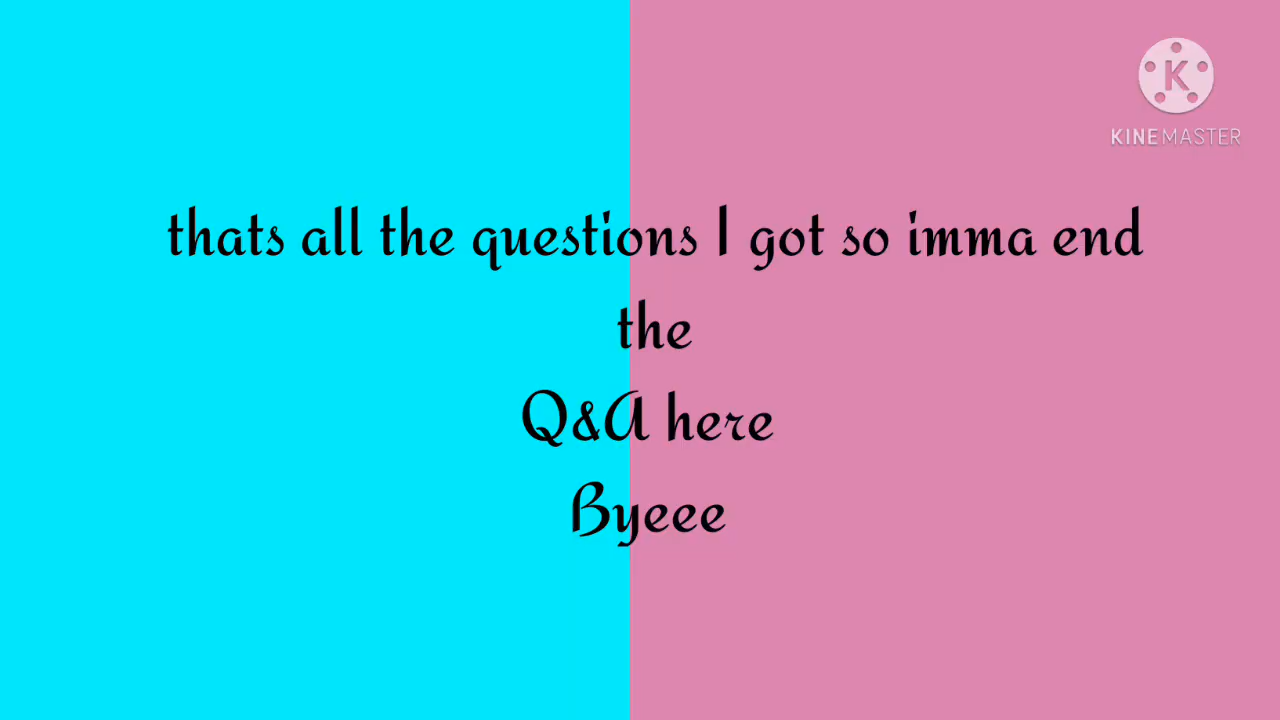 K
KINEMASTER
thats all the questions I got so imma end
the
Q&A here
Byeee